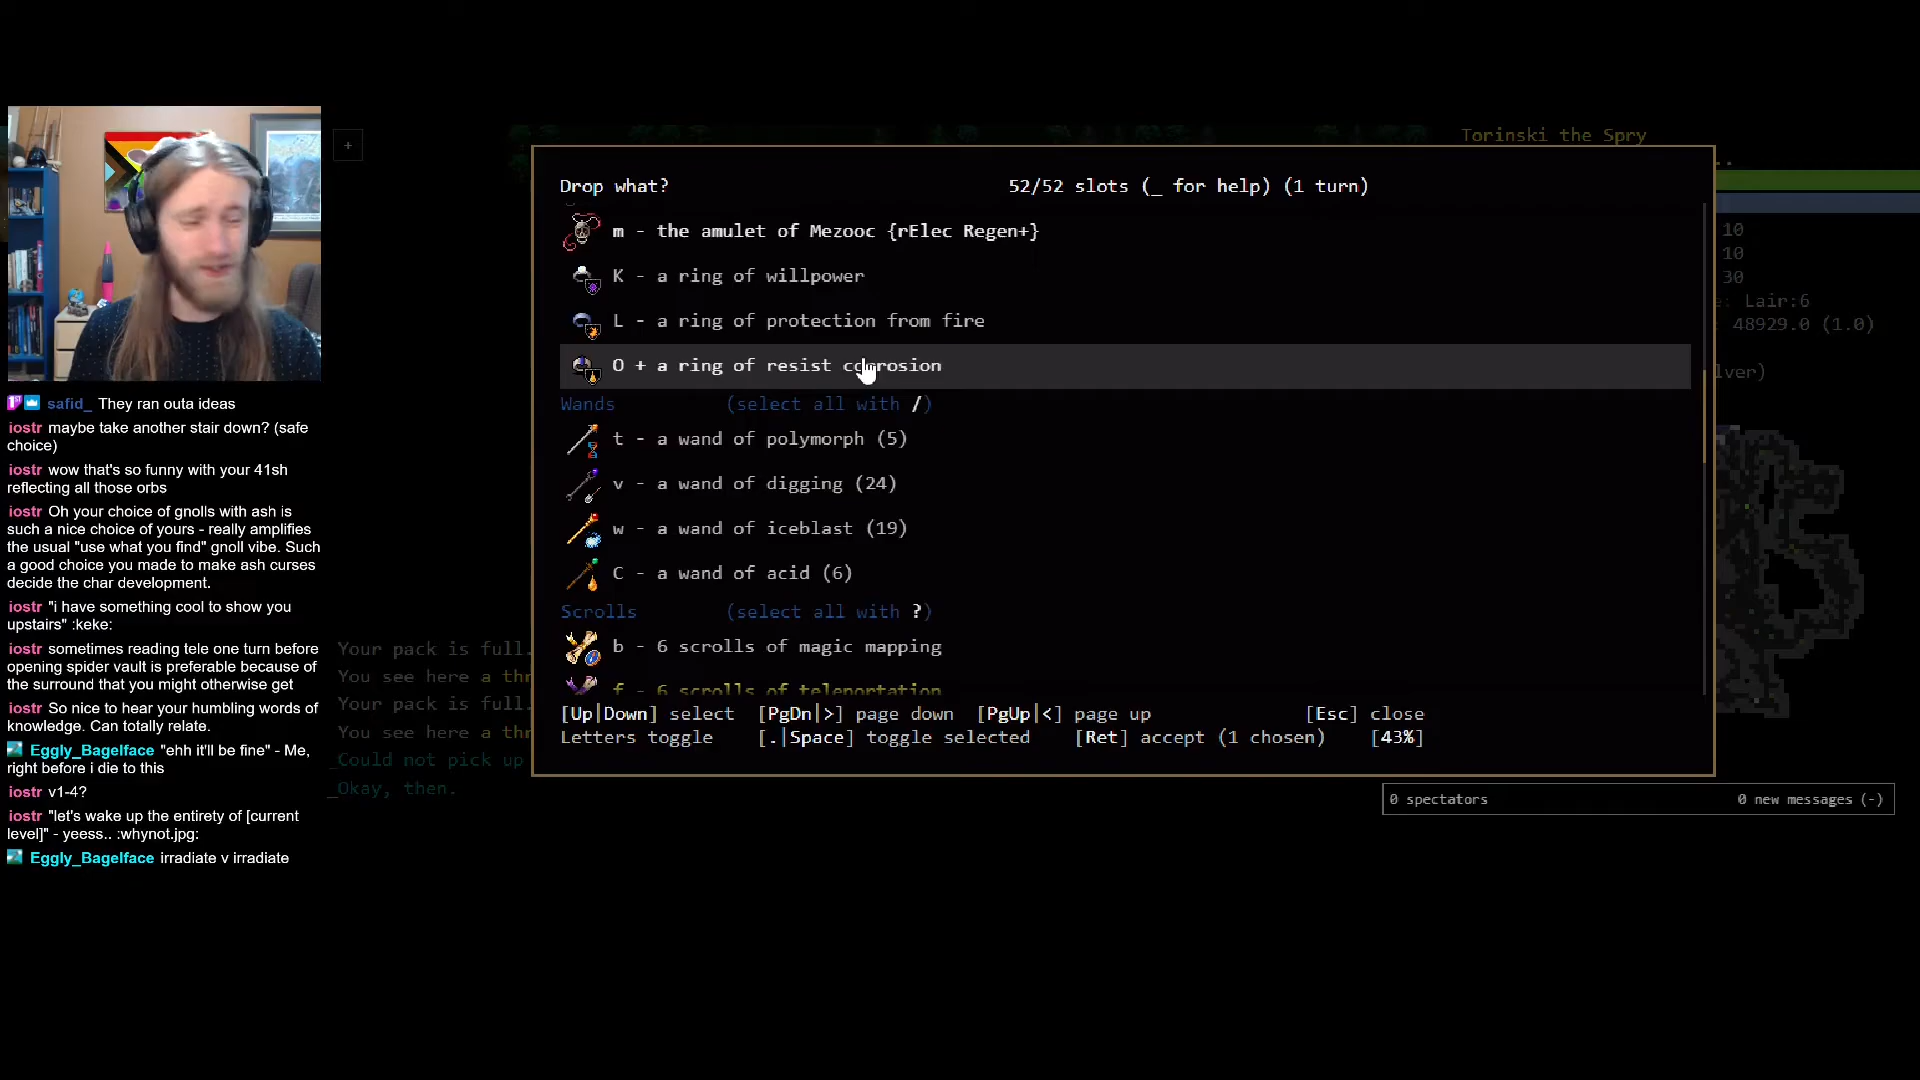 Torinski the Spry
+
Drop what? 52/52 slots (_ for help) (1 turn)
m - the amulet of Mezooc {rElec Regen+}
K - a ring of willpower
L - a ring of protection from fire
O + a ring of resist corrosion
Wands (select all with /)
t - a wand of polymorph (5)
v - a wand of digging (24)
w - a wand of iceblast (19)
C - a wand of acid (6)
Scrolls (select all with ?)
b - 6 scrolls of magic mapping
f - 6 scrolls of teleportation
[Up|Down] select [PgDn|>] page down [PgUp|<] page up [Esc] close
Letters toggle [.|Space] toggle selected [Ret] accept (1 chosen) [43%]
10
10
30
: Lair:6
: 48929.0 (1.0)
lver)
Your pack is full.
You see here a thr
Your pack is full.
You see here a thr
_Could not pick up
_Okay, then.
0 spectators 0 new messages (-)
safid_ They ran outa ideas
iostr maybe take another stair down? (safe
choice)
iostr wow that's so funny with your 41sh
reflecting all those orbs
iostr Oh your choice of gnolls with ash is
such a nice choice of yours - really amplifies
the usual "use what you find" gnoll vibe. Such
a good choice you made to make ash curses
decide the char development.
iostr "i have something cool to show you
upstairs" :keke:
iostr sometimes reading tele one turn before
opening spider vault is preferable because of
the surround that you might otherwise get
iostr So nice to hear your humbling words of
knowledge. Can totally relate.
Eggly_Bagelface "ehh it'll be fine" - Me,
right before i die to this
iostr v1-4?
iostr "let's wake up the entirety of [current
level]" - yeess.. :whynot.jpg:
Eggly_Bagelface irradiate v irradiate